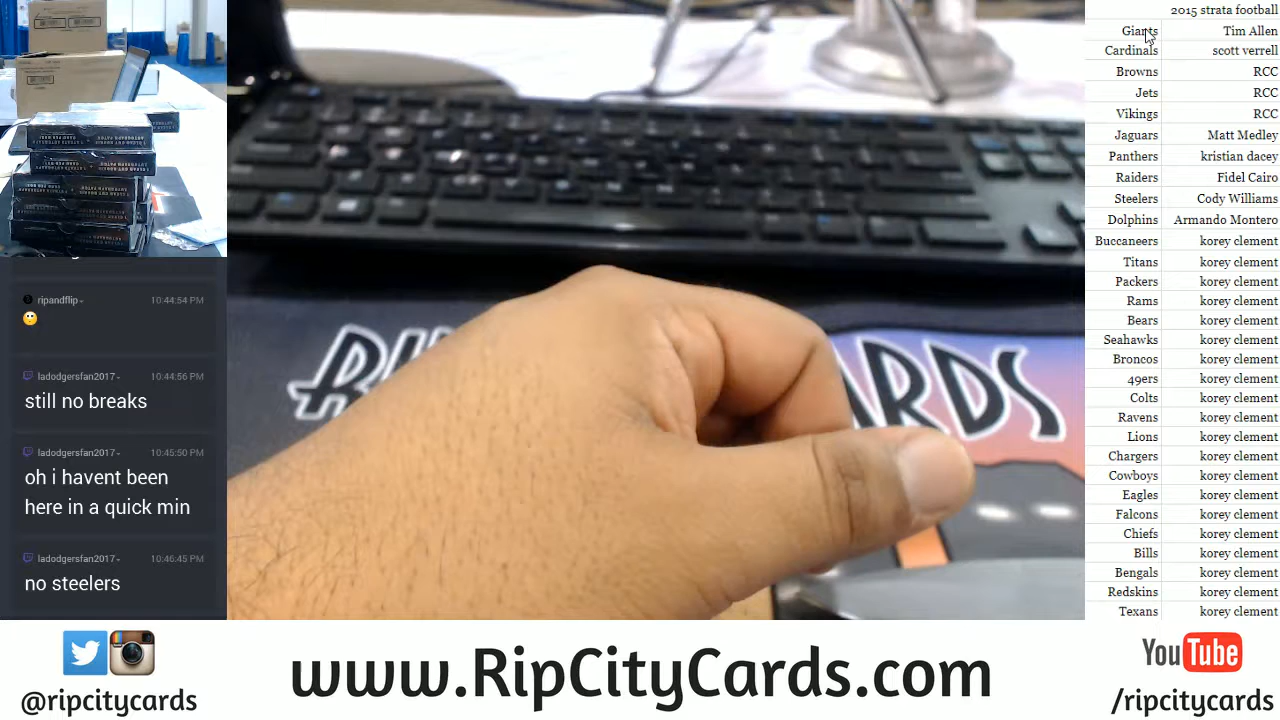 ripandflip 10:44:54 PM
ladodgersfan2017 10:44:56 PM
still no breaks
ladodgersfan2017 10:45:50 PM
oh i havent been
here in a quick min
ladodgersfan2017 10:46:45 PM
no steelers
CARDS
2015 strata football
Giants Tim Allen
Cardinals scott verrell
Browns RCC
Jets RCC
Vikings RCC
Jaguars Matt Medley
Panthers kristian dacey
Raiders Fidel Cairo
Steelers Cody Williams
Dolphins Armando Montero
Buccaneers korey clement
Titans korey clement
Packers korey clement
Rams korey clement
Bears korey clement
Seahawks korey clement
Broncos korey clement
49ers korey clement
Colts korey clement
Ravens korey clement
Lions korey clement
Chargers korey clement
Cowboys korey clement
Eagles korey clement
Falcons korey clement
Chiefs korey clement
Bills korey clement
Bengals korey clement
Redskins korey clement
Texans korey clement
@ripcitycards
www.RipCityCards.com
YouTube
/ripcitycards